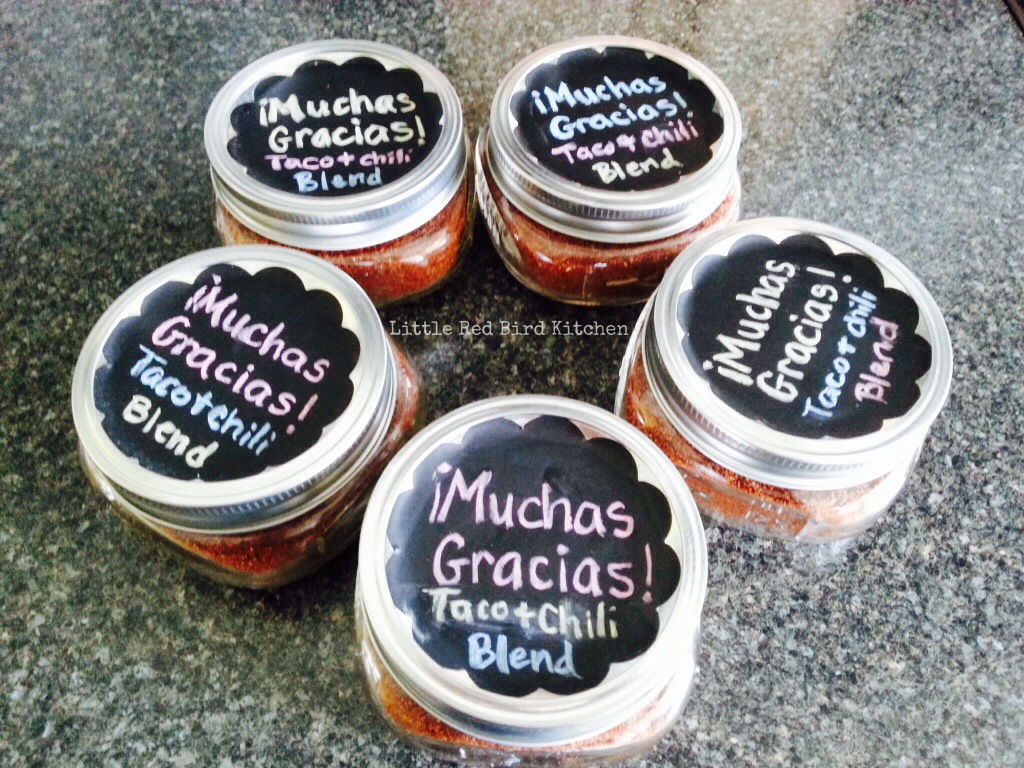 ¡Muchas
Gracias!
Taco + chili
Blend
¡Muchas
Gracias!
Taco + Chili
Blend
¡Muchas
Gracias!
Taco + chili
Blend
Little Red Bird Kitchen
¡Muchas
Gracias!
Taco + chili
Blend
¡Muchas
Gracias!
Taco + Chili
Blend